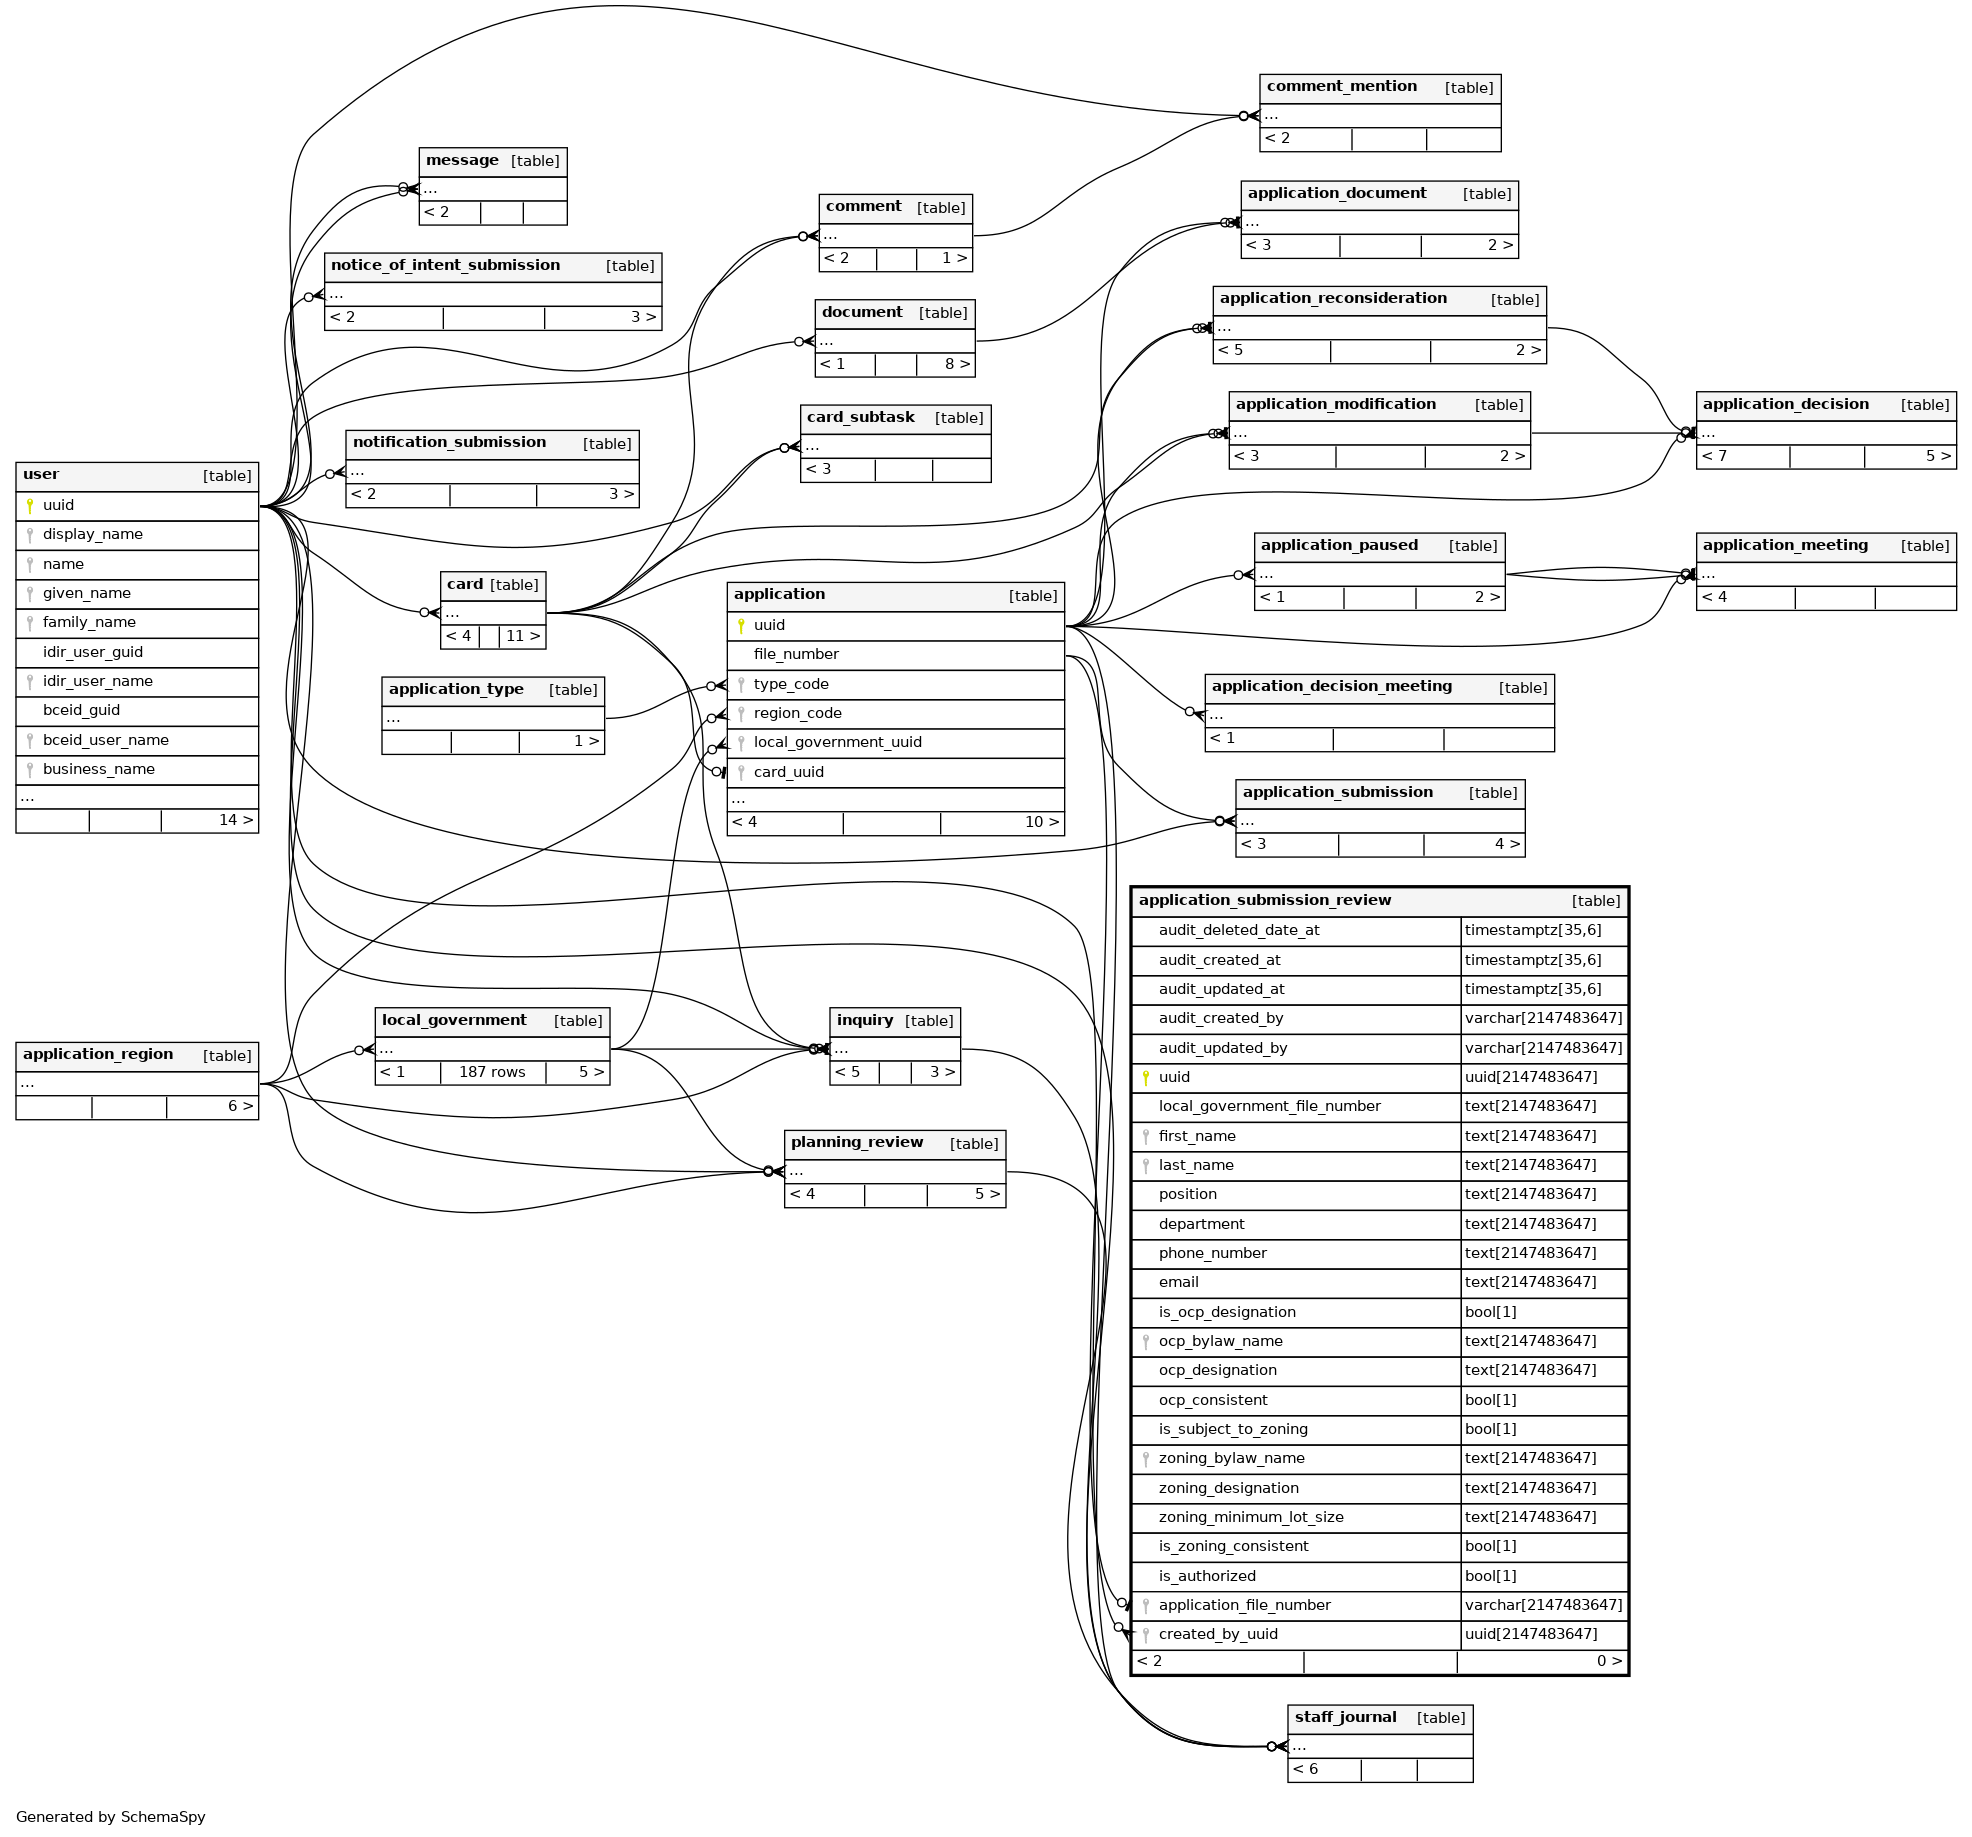 comment_mention [table]
...
< 2
message [table]
...
< 2
application_document [table]
...
< 3 2 >
comment [table]
...
< 2 1 >
notice_of_intent_submission [table]
...
< 2 3 >
application_reconsideration [table]
...
< 5 2 >
document [table]
...
< 1 8 >
application_modification [table]
...
< 3 2 >
application_decision [table]
...
< 7 5 >
card_subtask [table]
...
< 3
notification_submission [table]
...
< 2 3 >
user [table]
uuid
display_name
name
given_name
family_name
idir_user_guid
idir_user_name
bceid_guid
bceid_user_name
business_name
...
14 >
application_paused [table]
...
< 1 2 >
application_meeting [table]
...
< 4
card [table]
...
< 4 11 >
application [table]
uuid
file_number
type_code
region_code
local_government_uuid
card_uuid
...
< 4 10 >
application_type [table]
...
1 >
application_decision_meeting [table]
...
< 1
application_submission [table]
...
< 3 4 >
application_submission_review [table]
audit_deleted_date_at timestamptz[35,6]
audit_created_at timestamptz[35,6]
audit_updated_at timestamptz[35,6]
audit_created_by varchar[2147483647]
audit_updated_by varchar[2147483647]
uuid uuid[2147483647]
local_government_file_number text[2147483647]
first_name text[2147483647]
last_name text[2147483647]
position text[2147483647]
department text[2147483647]
phone_number text[2147483647]
email text[2147483647]
is_ocp_designation bool[1]
ocp_bylaw_name text[2147483647]
ocp_designation text[2147483647]
ocp_consistent bool[1]
is_subject_to_zoning bool[1]
zoning_bylaw_name text[2147483647]
zoning_designation text[2147483647]
zoning_minimum_lot_size text[2147483647]
is_zoning_consistent bool[1]
is_authorized bool[1]
application_file_number varchar[2147483647]
created_by_uuid uuid[2147483647]
< 2 0 >
local_government [table]
...
< 1 187 rows 5 >
inquiry [table]
...
< 5 3 >
application_region [table]
...
6 >
planning_review [table]
...
< 4 5 >
staff_journal [table]
...
< 6
Generated by SchemaSpy